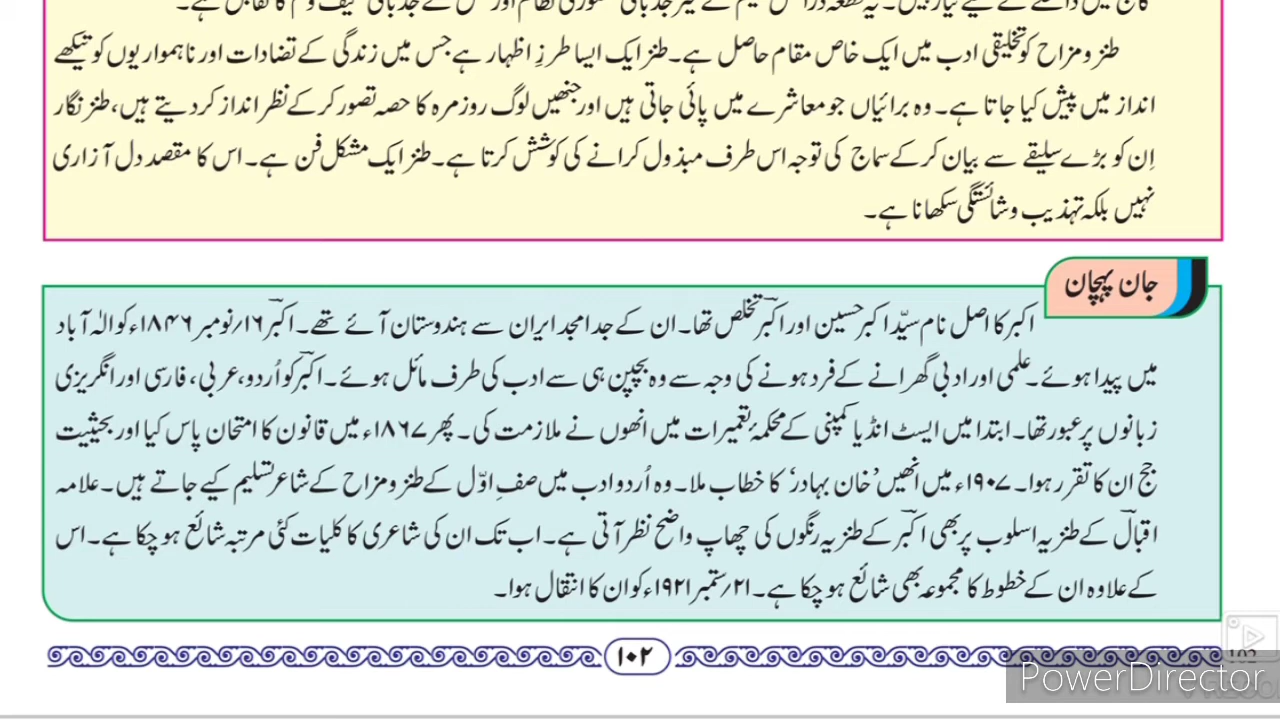 طنز و مزاح کو تخلیقی ادب میں ایک خاص مقام حاصل ہے۔ طنز ایک ایسا طرزِ اظہار ہے جس میں زندگی کے تضادات اور ناہمواریوں کو تیکھے
انداز میں پیش کیا جاتا ہے۔ وہ برائیاں جو معاشرے میں پائی جاتی ہیں اور جنھیں لوگ روزمرہ کا حصہ تصور کر کے نظر انداز کر دیتے ہیں، طنز نگار
اِن کو بڑے سلیقے سے بیان کر کے سماج کی توجہ اس طرف مبذول کرانے کی کوشش کرتا ہے۔ طنز ایک مشکل فن ہے۔ اس کا مقصد دل آزاری
نہیں بلکہ تہذیب و شائستگی سکھانا ہے۔
جان پہچان
اکبر کا اصل نام سیّد اکبر حسین اور اکبرؔ تخلص تھا۔ ان کے جد امجد ایران سے ہندوستان آئے تھے۔ اکبرؔ ۱۶؍نومبر ۱۸۴۶ء کو الٰہ آباد
میں پیدا ہوئے۔ علمی اور ادبی گھرانے کے فرد ہونے کی وجہ سے وہ بچپن ہی سے ادب کی طرف مائل ہوئے۔ اکبرؔ کو اُردو، عربی، فارسی اور انگریزی
زبانوں پر عبور تھا۔ ابتدا میں ایسٹ انڈیا کمپنی کے محکمۂ تعمیرات میں انھوں نے ملازمت کی۔ پھر ۱۸۶۷ء میں قانون کا امتحان پاس کیا اور بحیثیت
جج ان کا تقرر ہوا۔ ۱۹۰۷ء میں انھیں ’خان بہادر‘ کا خطاب ملا۔ وہ اُردو ادب میں صفِ اوّل کے طنز و مزاح کے شاعر تسلیم کیے جاتے ہیں۔ علامہ
اقبالؔ کے طنزیہ اسلوب پر بھی اکبرؔ کے طنزیہ رنگوں کی چھاپ واضح نظر آتی ہے۔ اب تک ان کی شاعری کا کلیات کئی مرتبہ شائع ہو چکا ہے۔ اس
کے علاوہ ان کے خطوط کا مجموعہ بھی شائع ہو چکا ہے۔ ۲۱؍ستمبر ۱۹۲۱ء کو ان کا انتقال ہوا۔
۱۰۲
102
PowerDirector